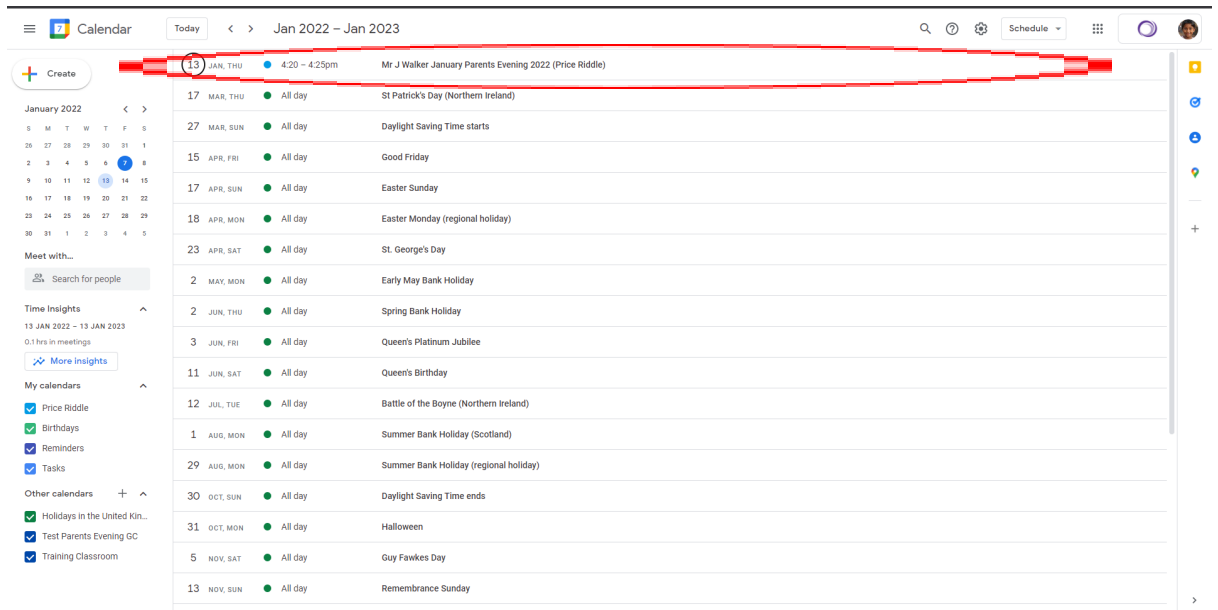 7 Calendar Today Jan 2022 – Jan 2023 Schedule
Create
January 2022
S M T W T F S
26 27 28 29 30 31 1
2 3 4 5 6 7 8
9 10 11 12 13 14 15
16 17 18 19 20 21 22
23 24 25 26 27 28 29
30 31 1 2 3 4 5
Meet with...
Search for people
Time Insights
13 JAN 2022 – 13 JAN 2023
0.1 hrs in meetings
More insights
My calendars
Price Riddle
Birthdays
Reminders
Tasks
Other calendars
Holidays in the United Kin...
Test Parents Evening GC
Training Classroom
13 JAN, THU 4:20 – 4:25pm Mr J Walker January Parents Evening 2022 (Price Riddle)
17 MAR, THU All day St Patrick's Day (Northern Ireland)
27 MAR, SUN All day Daylight Saving Time starts
15 APR, FRI All day Good Friday
17 APR, SUN All day Easter Sunday
18 APR, MON All day Easter Monday (regional holiday)
23 APR, SAT All day St. George's Day
2 MAY, MON All day Early May Bank Holiday
2 JUN, THU All day Spring Bank Holiday
3 JUN, FRI All day Queen's Platinum Jubilee
11 JUN, SAT All day Queen's Birthday
12 JUL, TUE All day Battle of the Boyne (Northern Ireland)
1 AUG, MON All day Summer Bank Holiday (Scotland)
29 AUG, MON All day Summer Bank Holiday (regional holiday)
30 OCT, SUN All day Daylight Saving Time ends
31 OCT, MON All day Halloween
5 NOV, SAT All day Guy Fawkes Day
13 NOV, SUN All day Remembrance Sunday